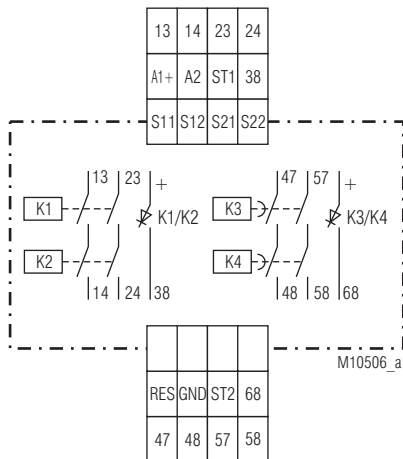 13 14 23 24
A1+ A2 ST1 38
S11 S12 S21 S22
13 23 + 47 57 +
K1 K1/K2 K3 K3/K4
K2 K4
14 24 38 48 58 68
M10506_a
RES GND ST2 68
47 48 57 58